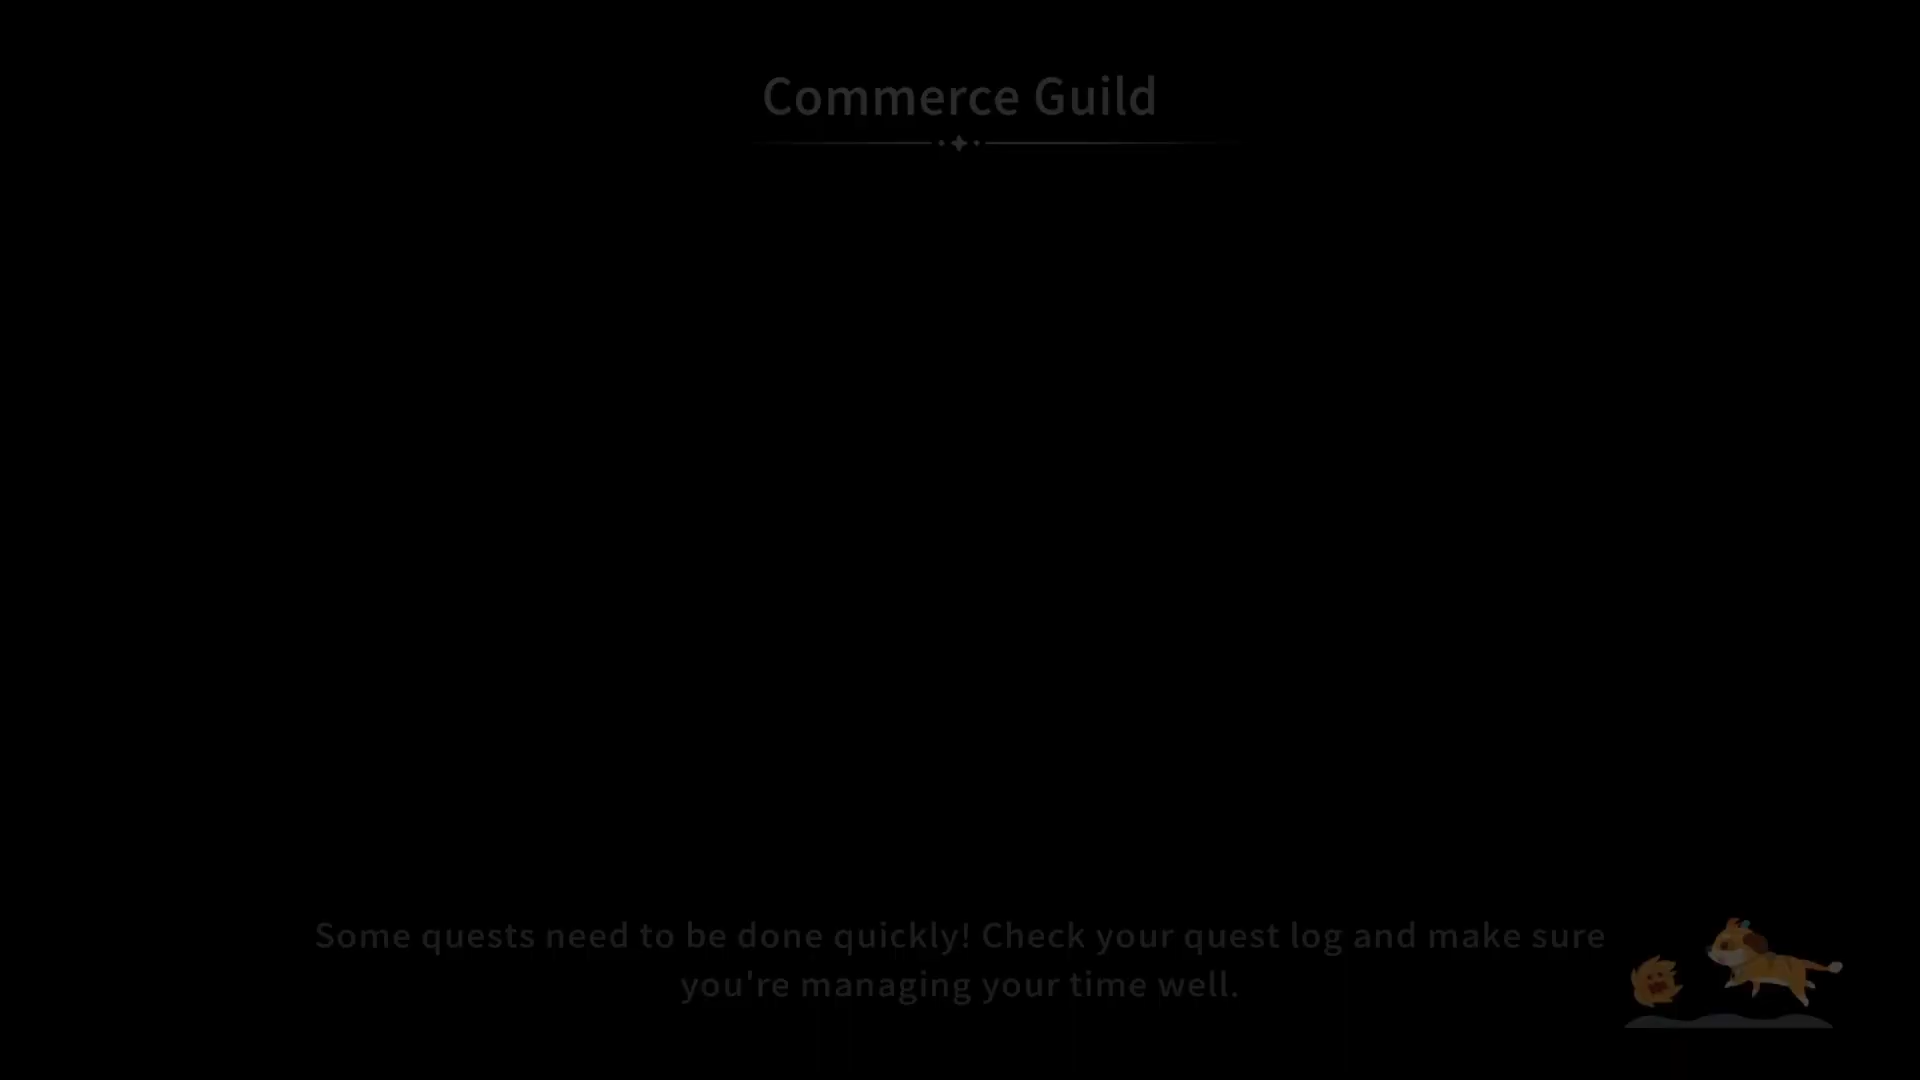 Commerce Guild
Some quests need to be done quickly! Check your quest log and make sure
you're managing your time well.